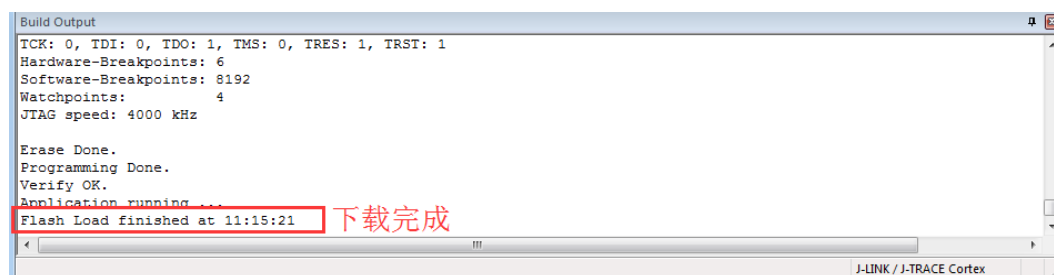 Build Output
TCK: 0, TDI: 0, TDO: 1, TMS: 0, TRES: 1, TRST: 1
Hardware-Breakpoints: 6
Software-Breakpoints: 8192
Watchpoints: 4
JTAG speed: 4000 kHz
Erase Done.
Programming Done.
Verify OK.
Application running ...
Flash Load finished at 11:15:21 下载完成
J-LINK / J-TRACE Cortex